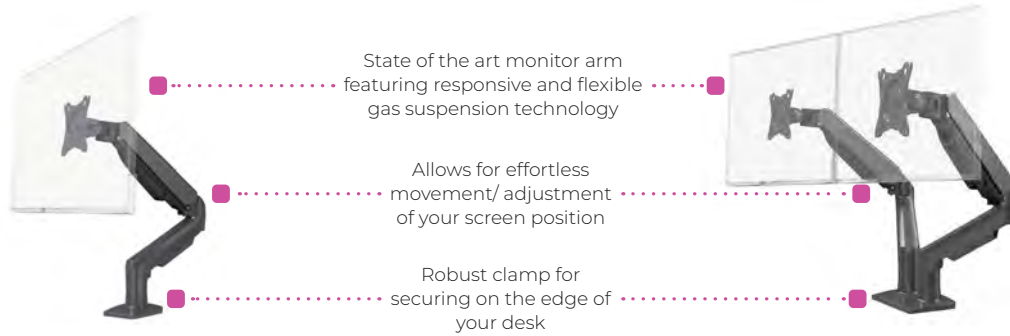 State of the art monitor arm
featuring responsive and flexible
gas suspension technology
Allows for effortless
movement/ adjustment
of your screen position
Robust clamp for
securing on the edge of
your desk